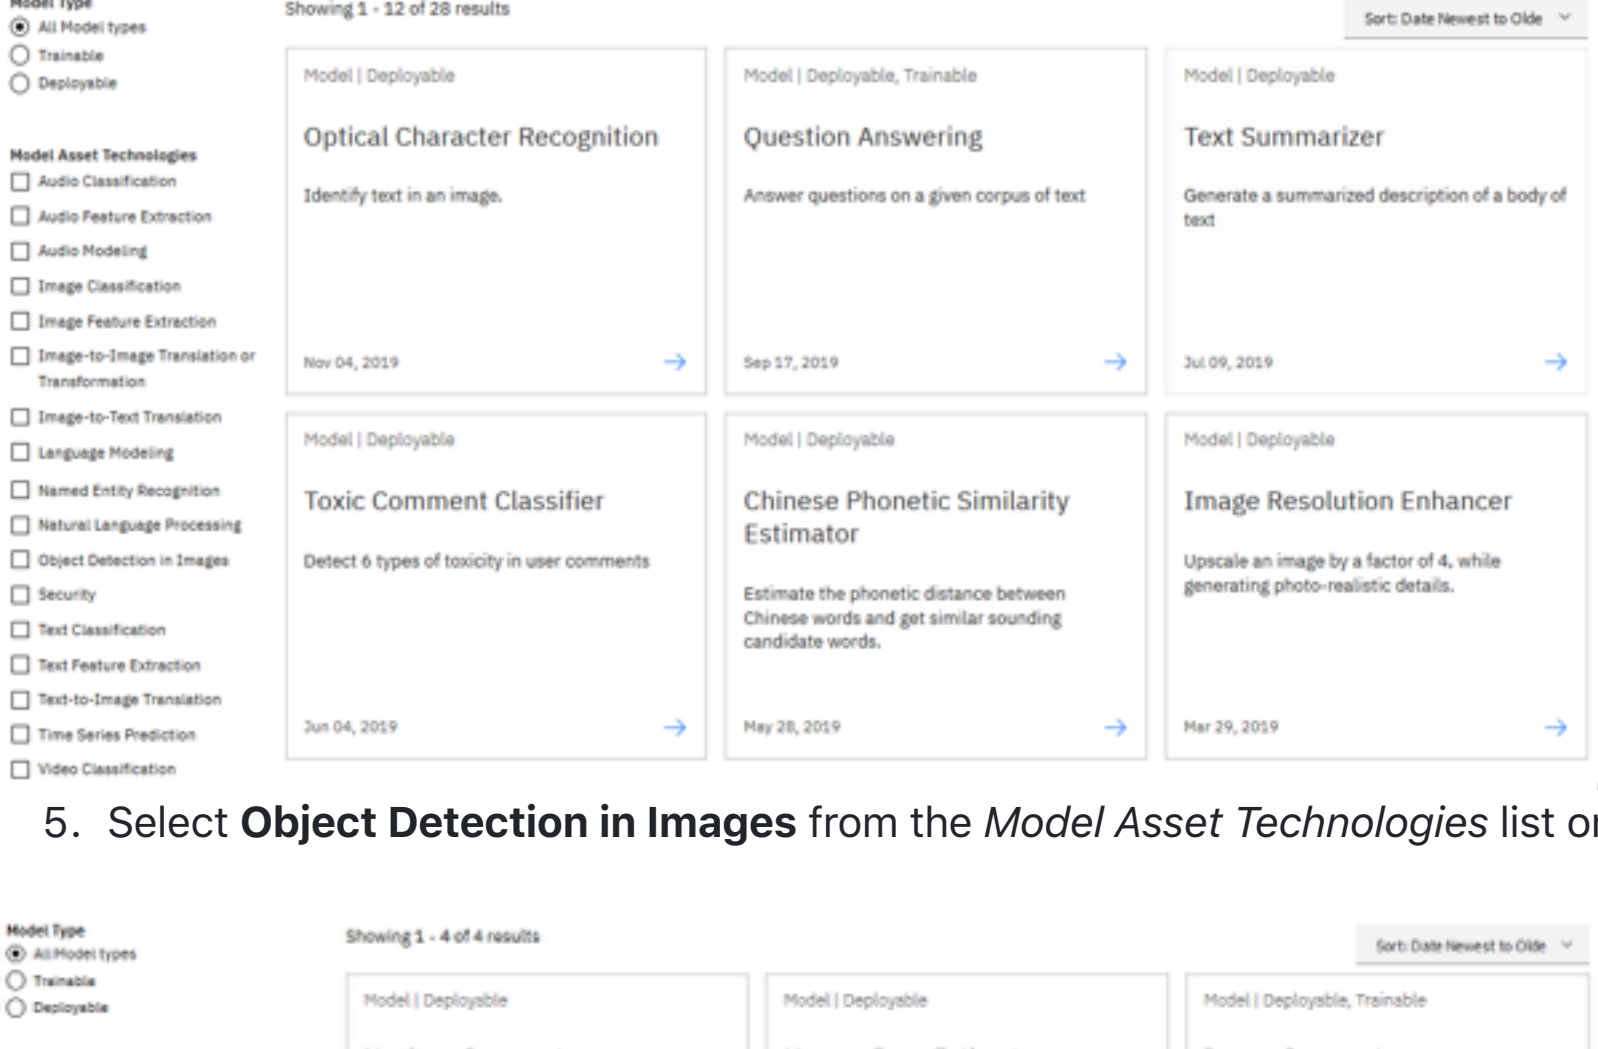 Model Type
All Model types
Trainable
Deployable
Model Asset Technologies
Audio Classification
Audio Feature Extraction
Audio Modeling
Image Classification
Image Feature Extraction
Image-to-Image Translation or
Transformation
Image-to-Text Translation
Language Modeling
Named Entity Recognition
Natural Language Processing
Object Detection in Images
Security
Text Classification
Text Feature Extraction
Text-to-Image Translation
Time Series Prediction
Video Classification
Showing 1 - 12 of 28 results
Sort: Date Newest to Olde
Model | Deployable
Optical Character Recognition
Identify text in an image.
Nov 04, 2019
Model | Deployable, Trainable
Question Answering
Answer questions on a given corpus of text
Sep 17, 2019
Model | Deployable
Text Summarizer
Generate a summarized description of a body of
text
Jul 09, 2019
Model | Deployable
Toxic Comment Classifier
Detect 6 types of toxicity in user comments
Jun 04, 2019
Model | Deployable
Chinese Phonetic Similarity
Estimator
Estimate the phonetic distance between
Chinese words and get similar sounding
candidate words.
May 28, 2019
Model | Deployable
Image Resolution Enhancer
Upscale an image by a factor of 4, while
generating photo-realistic details.
Mar 29, 2019
5. Select Object Detection in Images from the Model Asset Technologies list
Model Type
All Model types
Trainable
Deployable
Showing 1 - 4 of 4 results
Sort: Date Newest to Olde
Model | Deployable
Model | Deployable
Model | Deployable, Trainable